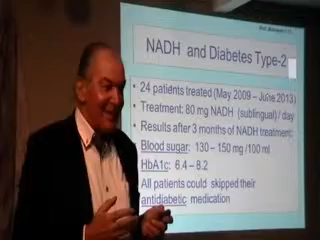 NADH and Diabetes Type-2
• 24 patients treated (May 2009 – June 2013)
• Treatment: 80 mg NADH (sublingual) / day
• Results after 3 months of NADH treatment:
Blood sugar: 130 – 150 mg /100 ml
HbA1c: 6.4 – 8.2
All patients could skipped their
antidiabetic medication